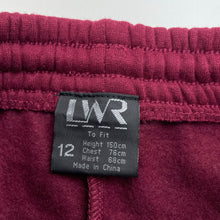 LWR
To Fit
12
Height 150cm
Chest 76cm
Waist 68cm
Made in China